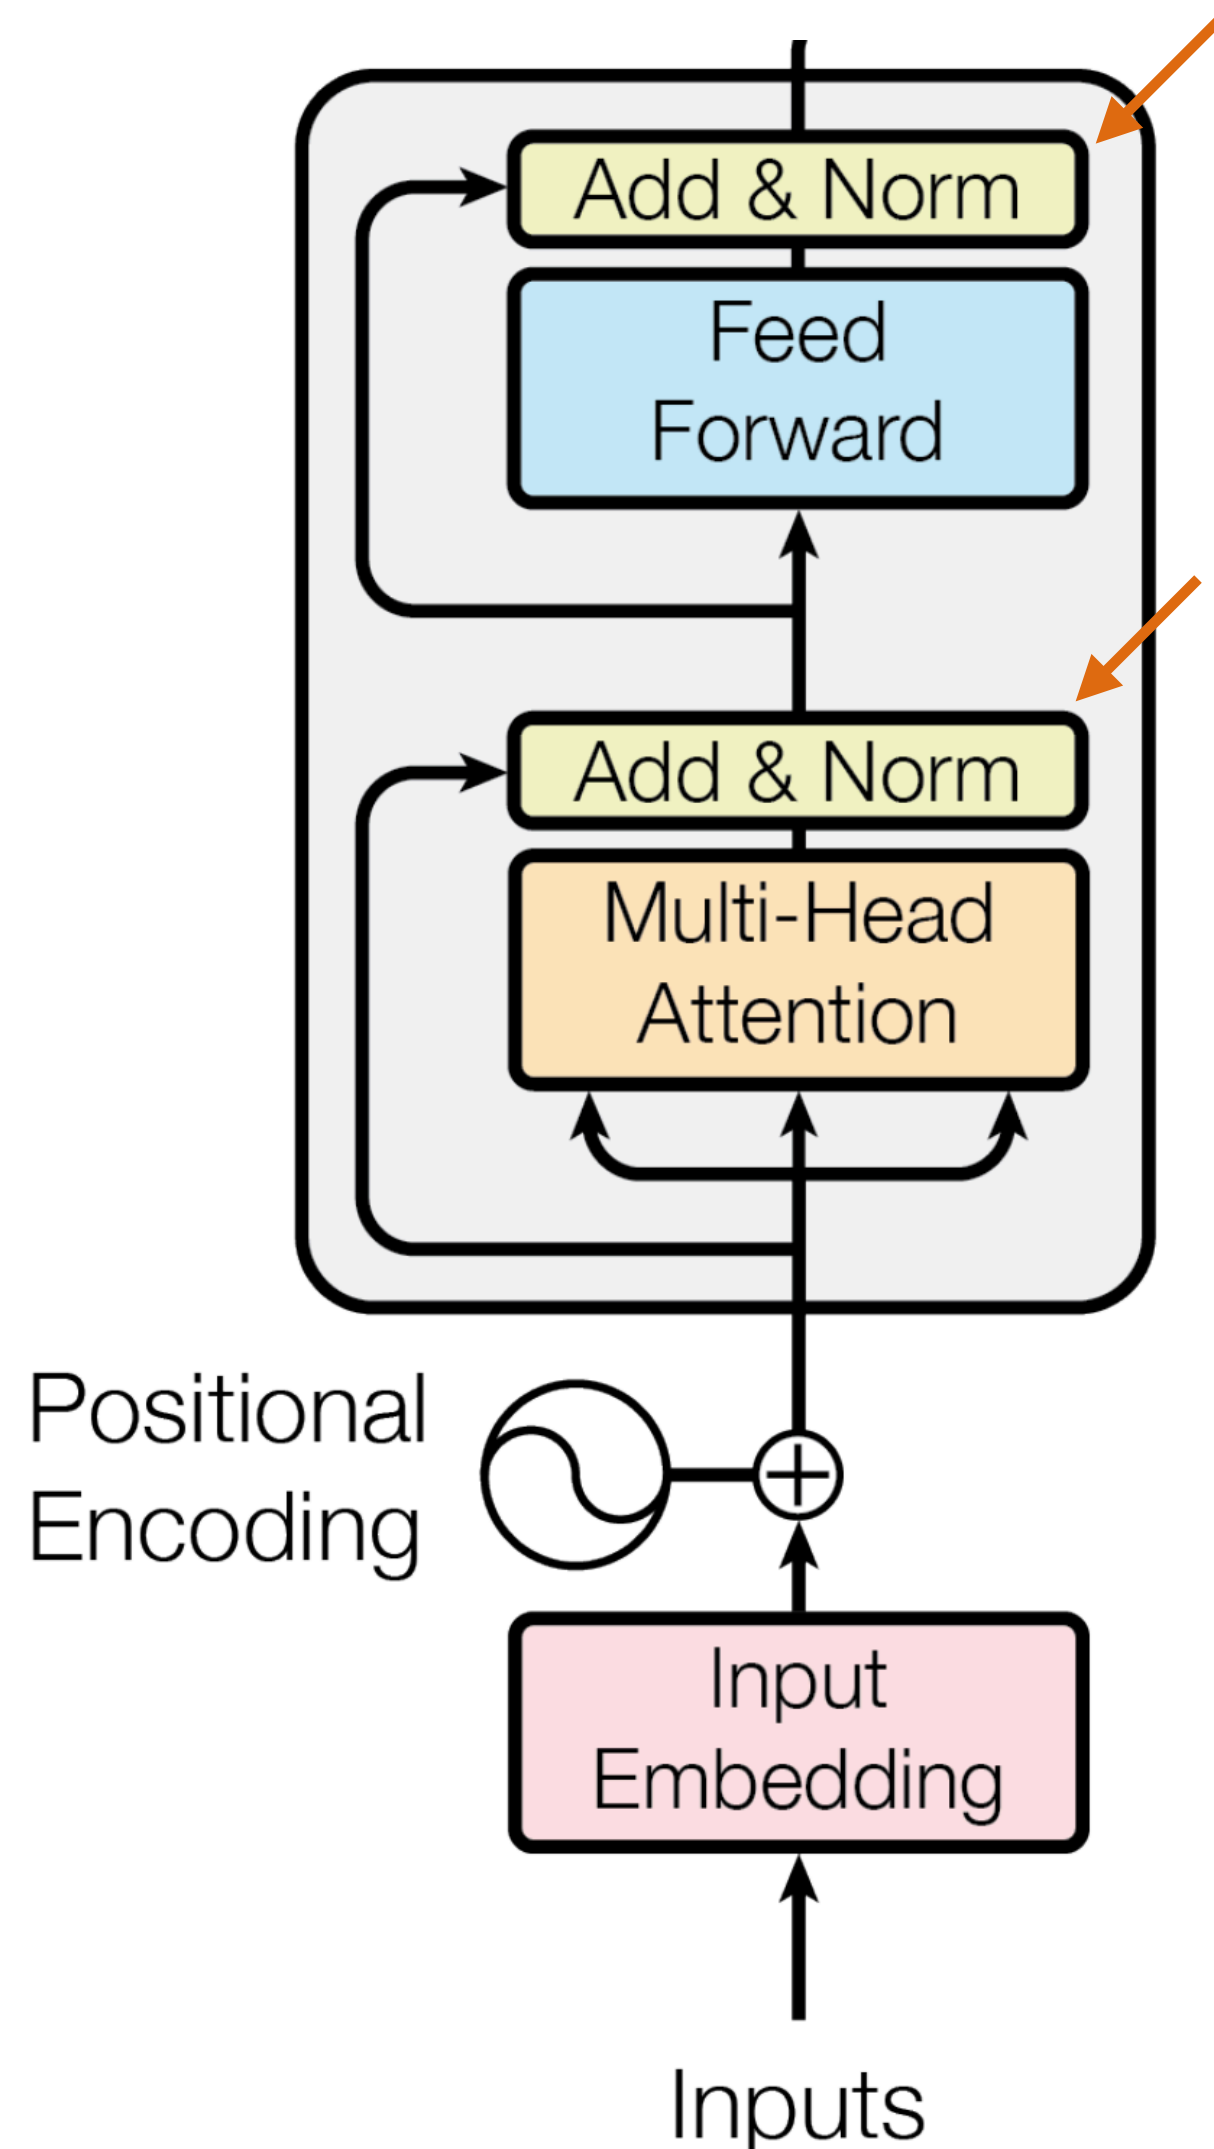 Add & Norm
Feed
Forward
Add & Norm
Multi-Head
Attention
Positional
Encoding
Input
Embedding
Inputs